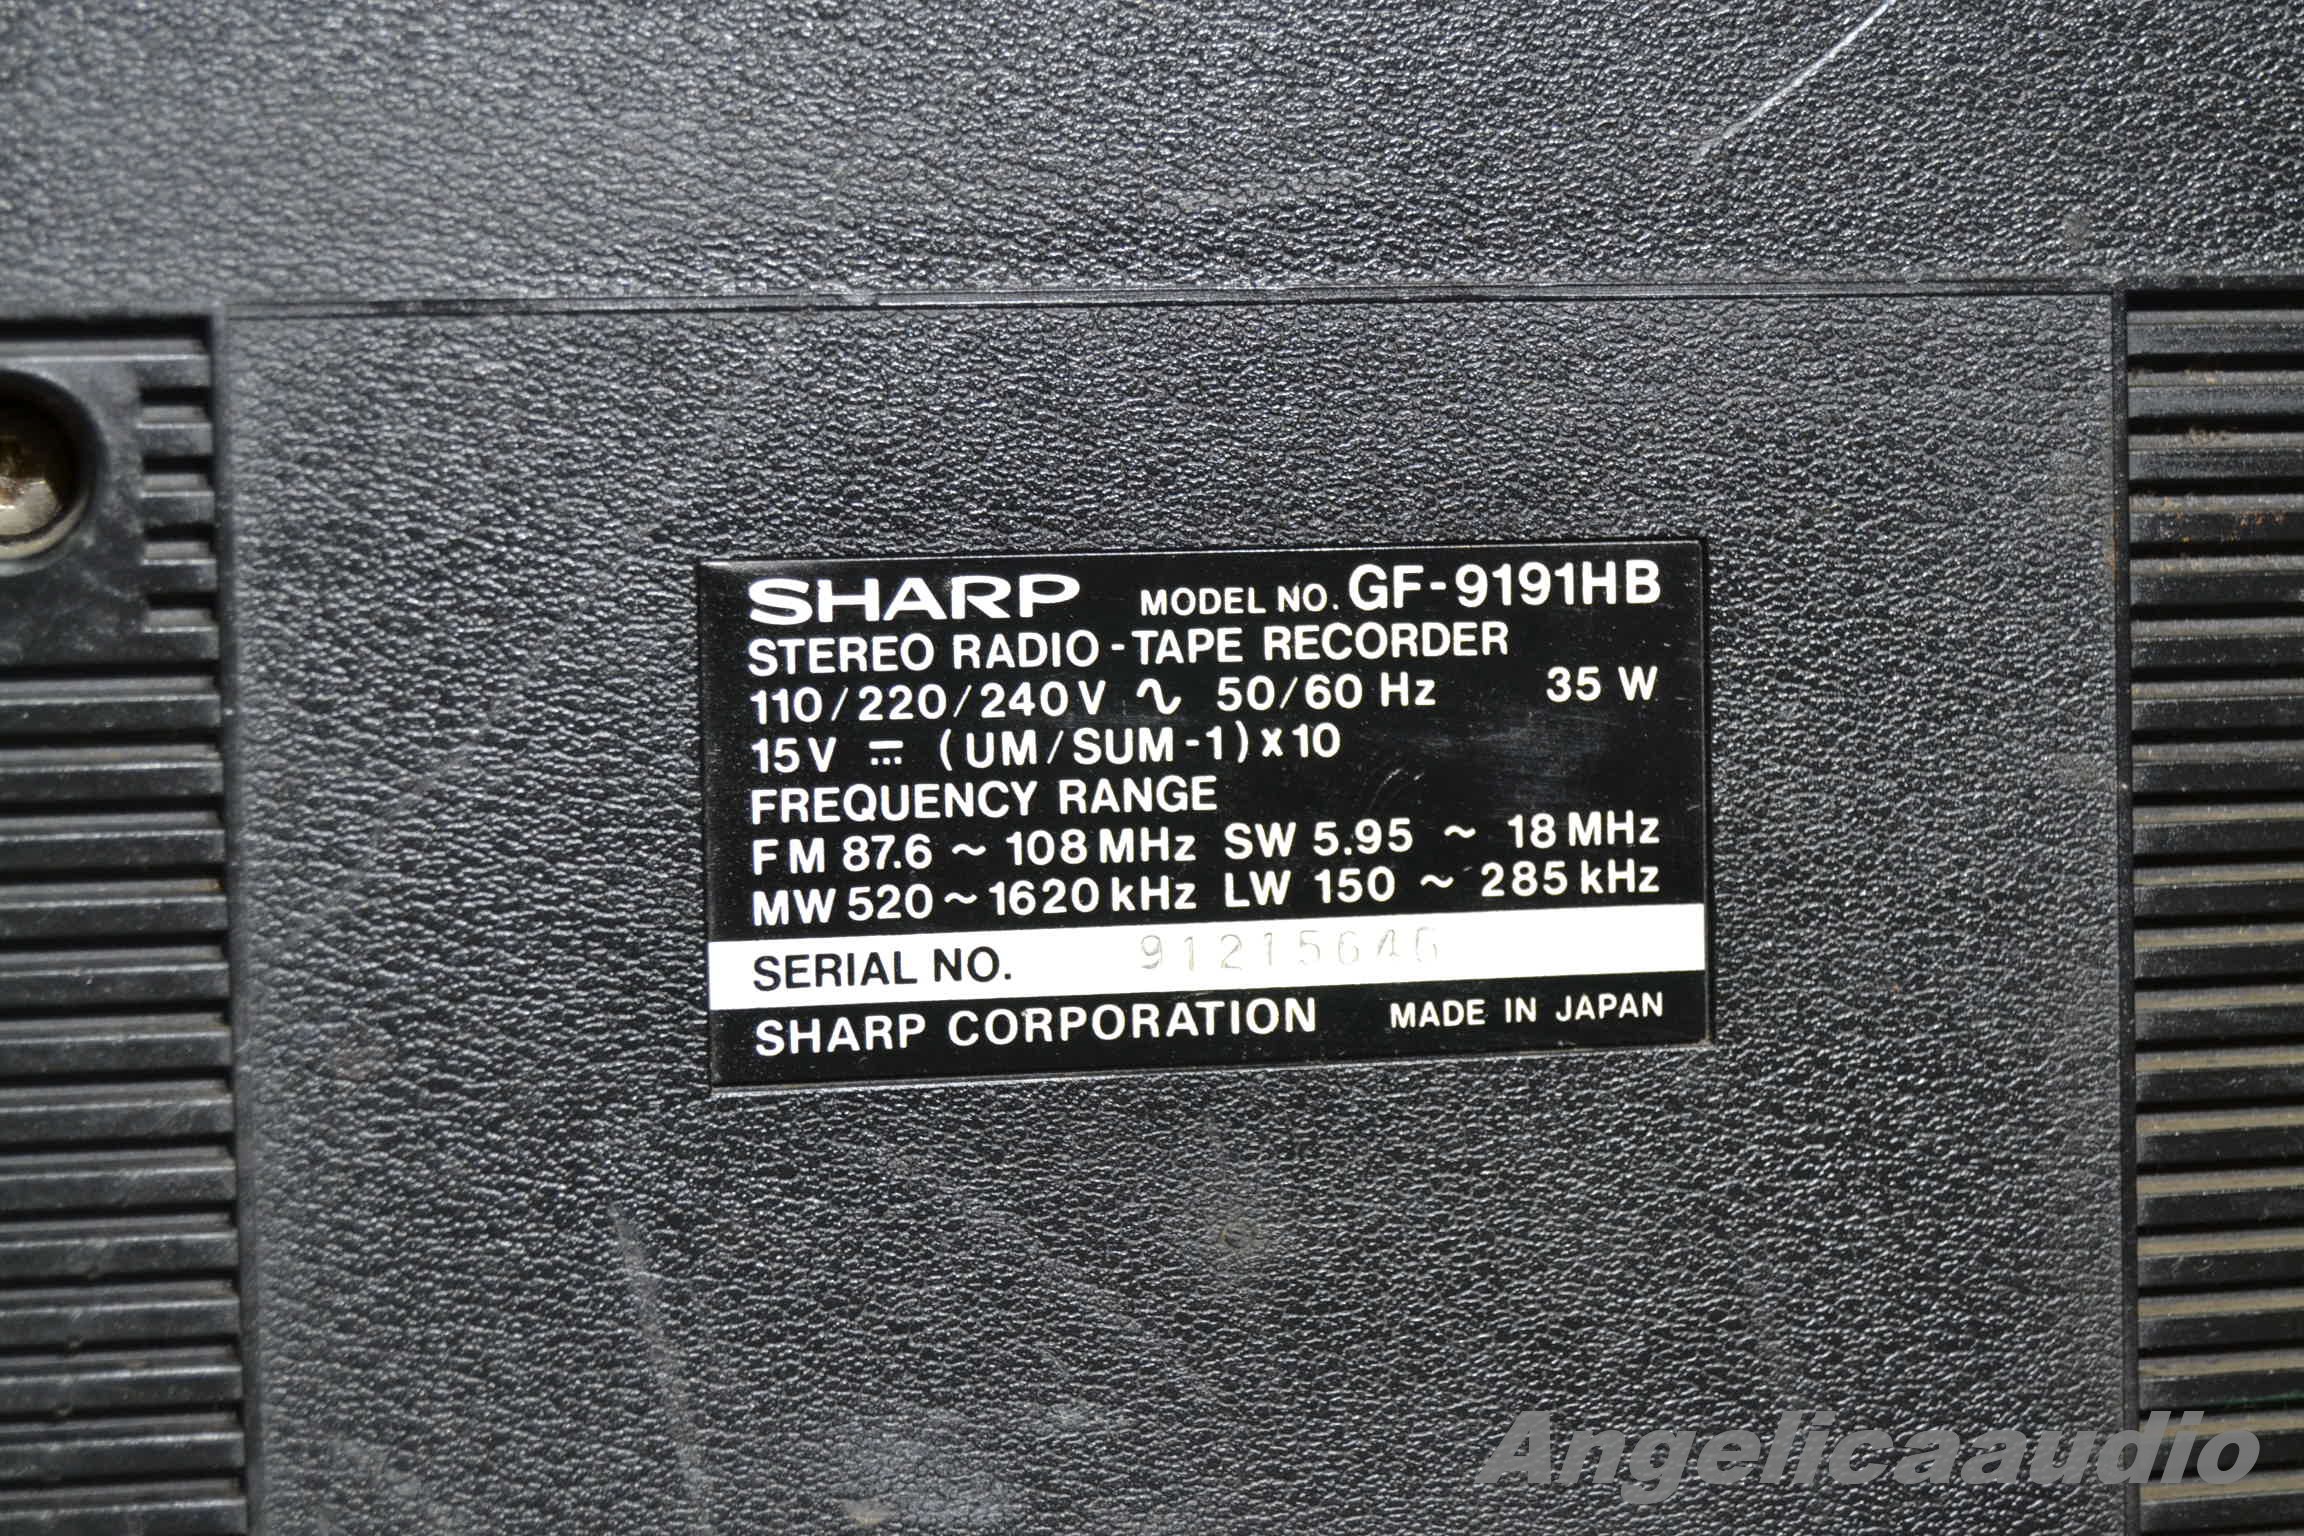 SHARP MODEL NO. GF-9191HB
STEREO RADIO-TAPE RECORDER
110/220/240V ∿ 50/60 Hz 35 W
15V ⎓ (UM/SUM-1)x10
FREQUENCY RANGE
FM 87.6 ~ 108 MHz SW 5.95 ~ 18 MHz
MW 520 ~ 1620 kHz LW 150 ~ 285 kHz
SERIAL NO. 91215646
SHARP CORPORATION MADE IN JAPAN
Angelicaaudio